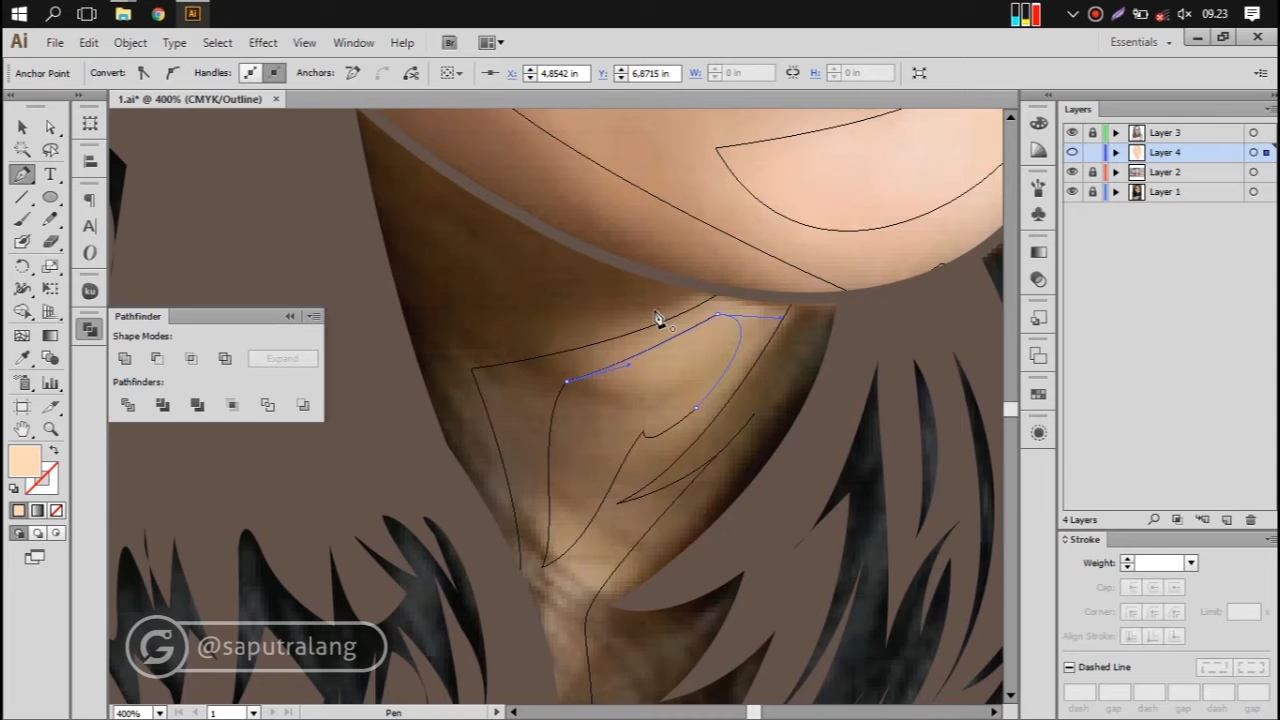 09.23
Ai File Edit Object Type Select Effect View Window Help Br Essentials
Anchor Point Convert: Handles: Anchors: X: 4,8542 in Y: 6,8715 in W: 0 in H: 0 in
1.ai* @ 400% (CMYK/Outline) ×
Layers
Layer 3
Layer 4
Layer 2
Layer 1
Pathfinder
Shape Modes:
Expand
Pathfinders:
ku
4 Layers
Stroke
Weight:
Cap:
Corner: Limit:
Align Stroke:
Dashed Line
dash gap dash gap dash gap
@saputralang
400% 1 Pen